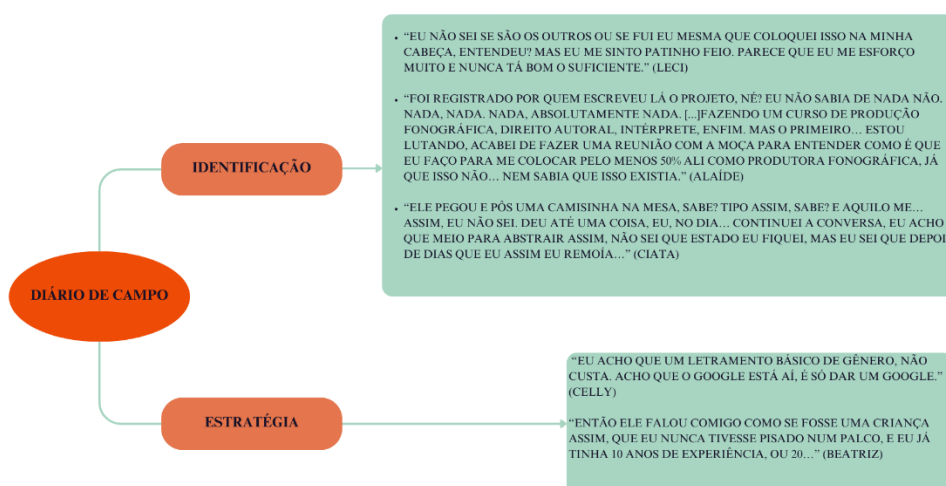 • “EU NÃO SEI SE SÃO OS OUTROS OU SE FUI EU MESMA QUE COLOQUEI ISSO NA MINHA
CABEÇA, ENTENDEU? MAS EU ME SINTO PATINHO FEIO. PARECE QUE EU ME ESFORÇO
MUITO E NUNCA TÁ BOM O SUFICIENTE.” (LECI)
• “FOI REGISTRADO POR QUEM ESCREVEU LÁ O PROJETO, NÉ? EU NÃO SABIA DE NADA NÃO.
NADA, NADA. NADA, ABSOLUTAMENTE NADA. [...]FAZENDO UM CURSO DE PRODUÇÃO
FONOGRÁFICA, DIREITO AUTORAL, INTÉRPRETE, ENFIM. MAS O PRIMEIRO… ESTOU
LUTANDO, ACABEI DE FAZER UMA REUNIÃO COM A MOÇA PARA ENTENDER COMO É QUE
EU FAÇO PARA ME COLOCAR PELO MENOS 50% ALI COMO PRODUTORA FONOGRÁFICA, JÁ
QUE ISSO NÃO… NEM SABIA QUE ISSO EXISTIA.” (ALAÍDE)
• “ELE PEGOU E PÔS UMA CAMISINHA NA MESA, SABE? TIPO ASSIM, SABE? E AQUILO ME…
ASSIM, EU NÃO SEI. DEU ATÉ UMA COISA, EU, NO DIA… CONTINUEI A CONVERSA, EU ACHO
QUE MEIO PARA ABSTRAIR ASSIM, NÃO SEI QUE ESTADO EU FIQUEI, MAS EU SEI QUE DEPOI
DE DIAS QUE EU ASSIM EU REMOÍA…” (CIATA)
IDENTIFICAÇÃO
DIÁRIO DE CAMPO
ESTRATÉGIA
“EU ACHO QUE UM LETRAMENTO BÁSICO DE GÊNERO, NÃO
CUSTA. ACHO QUE O GOOGLE ESTÁ AÍ, É SÓ DAR UM GOOGLE.”
(CELLY)
“ENTÃO ELE FALOU COMIGO COMO SE FOSSE UMA CRIANÇA
ASSIM, QUE EU NUNCA TIVESSE PISADO NUM PALCO, E EU JÁ
TINHA 10 ANOS DE EXPERIÊNCIA, OU 20…” (BEATRIZ)